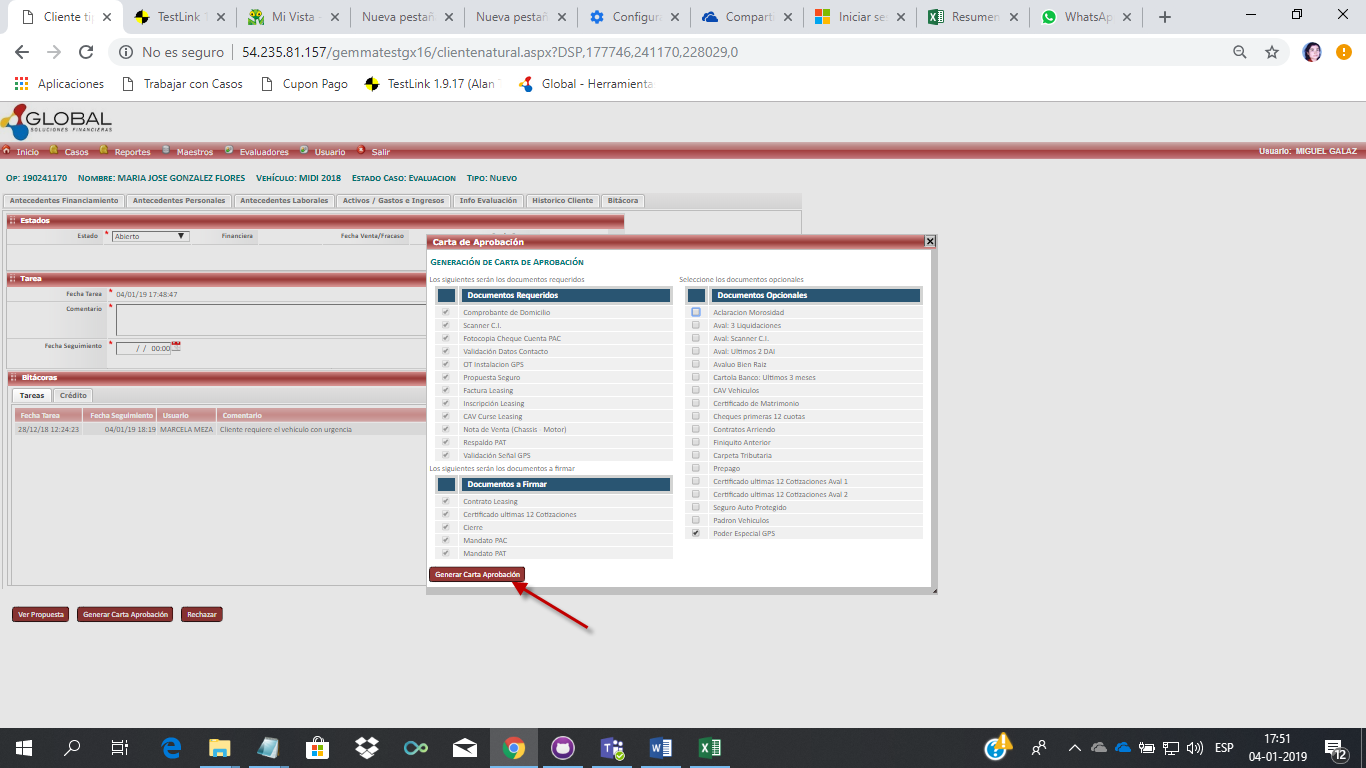 Cliente ti
TestLink 1
Mi Vista
Nueva pestañ
Nueva pestañ
Configura
Compart
Iniciar se
Resumen
WhatsAp
No es seguro | 54.235.81.157/gemmatestgx16/clientenatural.aspx?DSP,177746,241170,228029,0
Aplicaciones
Trabajar con Casos
Cupon Pago
TestLink 1.9.17 (Alan
Global - Herramienta
GLOBAL
SOLUCIONES FINANCIERAS
Inicio Casos Reportes Maestros Evaluadores Usuario Salir
Usuario: MIGUEL GALAZ
OP: 190241170 NOMBRE: MARIA JOSE GONZALEZ FLORES VEHÍCULO: MIDI 2018 ESTADO CASO: EVALUACION TIPO: NUEVO
Antecedentes Financiamiento
Antecedentes Personales
Antecedentes Laborales
Activos / Gastos e Ingresos
Info Evaluación
Historico Cliente
Bitácora
Estados
Estado * Abierto Financiera Fecha Venta/Fracaso
Tarea
Fecha Tarea * 04/01/19 17:48:47
Comentario *
Fecha Seguimiento * / / 00:00
Bitácoras
Tareas Crédito
Fecha Tarea Fecha Seguimiento Usuario Comentario
28/12/18 12:24:23 04/01/19 18:19 MARCELA MEZA Cliente requiere el vehiculo con urgencia
Ver Propuesta
Generar Carta Aprobación
Rechazar
Carta de Aprobación
GENERACIÓN DE CARTA DE APROBACIÓN
Los siguientes serán los documentos requeridos
Documentos Requeridos
Comprobante de Domicilio
Scanner C.I.
Fotocopia Cheque Cuenta PAC
Validación Datos Contacto
OT Instalacion GPS
Propuesta Seguro
Factura Leasing
Inscripción Leasing
CAV Curse Leasing
Nota de Venta (Chassis - Motor)
Respaldo PAT
Validación Señal GPS
Los siguientes serán los documentos a firmar
Documentos a Firmar
Contrato Leasing
Certificado ultimas 12 Cotizaciones
Cierre
Mandato PAC
Mandato PAT
Generar Carta Aprobación
Seleccione los documentos opcionales
Documentos Opcionales
Aclaracion Morosidad
Aval: 3 Liquidaciones
Aval: Scanner C.I.
Aval: Ultimos 2 DAI
Avaluo Bien Raiz
Cartola Banco: Ultimos 3 meses
CAV Vehiculos
Certificado de Matrimonio
Cheques primeras 12 cuotas
Contratos Arriendo
Finiquito Anterior
Carpeta Tributaria
Prepago
Certificado ultimas 12 Cotizaciones Aval 1
Certificado ultimas 12 Cotizaciones Aval 2
Seguro Auto Protegido
Padron Vehiculos
Poder Especial GPS
ESP
17:51
04-01-2019
12